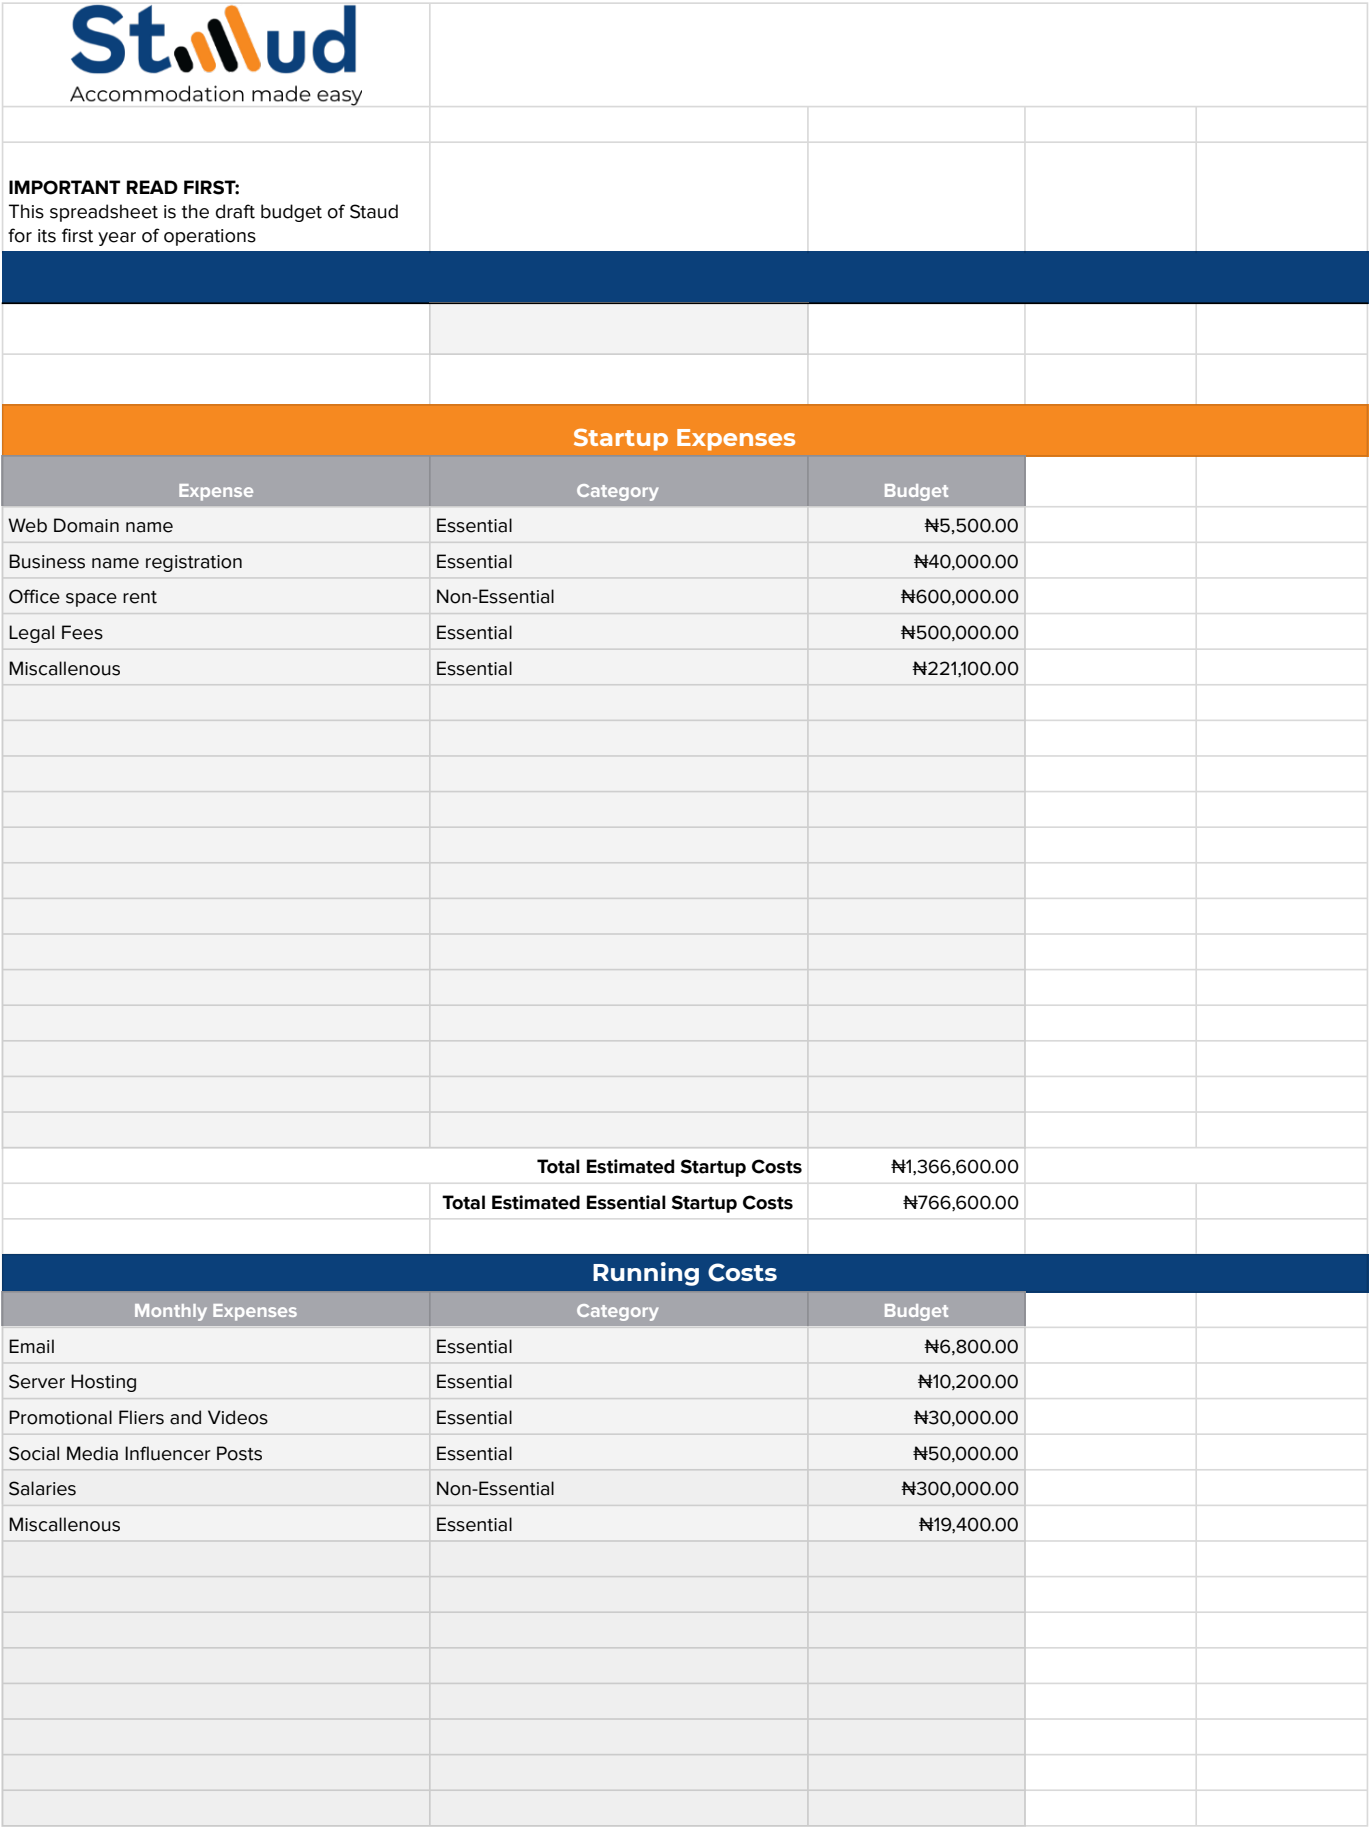 Staud
Accommodation made easy
IMPORTANT READ FIRST:
This spreadsheet is the draft budget of Staud
for its first year of operations
Startup Expenses
Expense Category Budget
Web Domain name Essential ₦5,500.00
Business name registration Essential ₦40,000.00
Office space rent Non-Essential ₦600,000.00
Legal Fees Essential ₦500,000.00
Miscallenous Essential ₦221,100.00
Total Estimated Startup Costs ₦1,366,600.00
Total Estimated Essential Startup Costs ₦766,600.00
Running Costs
Monthly Expenses Category Budget
Email Essential ₦6,800.00
Server Hosting Essential ₦10,200.00
Promotional Fliers and Videos Essential ₦30,000.00
Social Media Influencer Posts Essential ₦50,000.00
Salaries Non-Essential ₦300,000.00
Miscallenous Essential ₦19,400.00